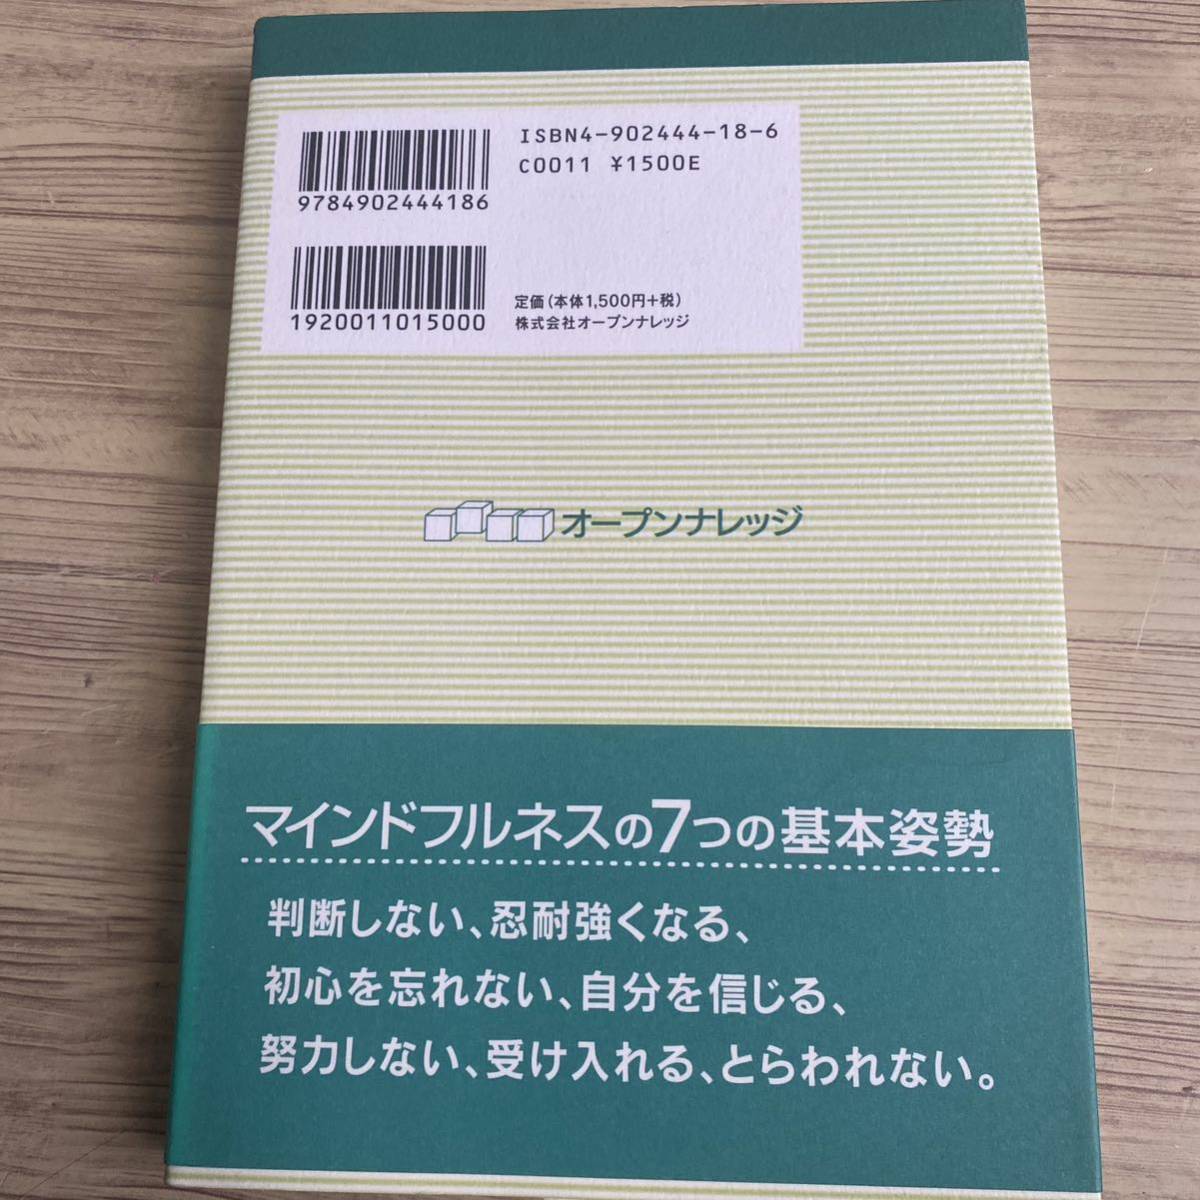 ISBN4-902444-18-6
C0011 ¥1500E
9784902444186
1920011015000
定価(本体1,500円+税)
株式会社オープンナレッジ
オープンナレッジ
マインドフルネスの7つの基本姿勢
判断しない、忍耐強くなる、
初心を忘れない、自分を信じる、
努力しない、受け入れる、とらわれない。